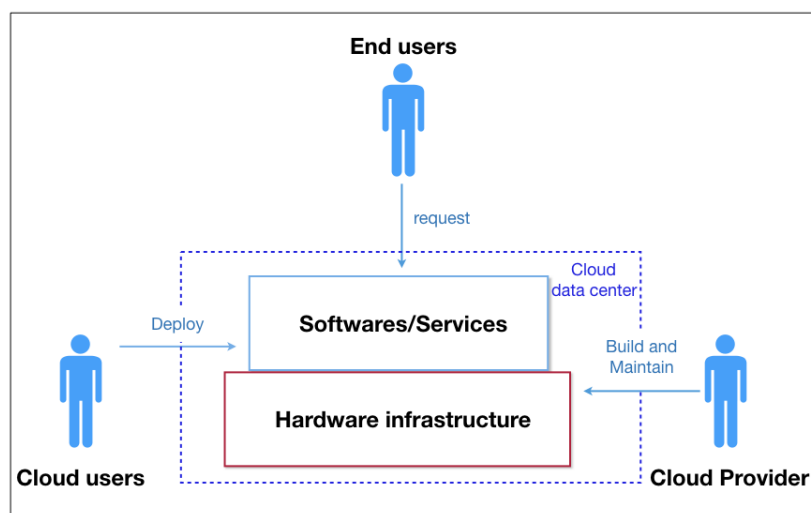 End users
request
Cloud
data center
Softwares/Services
Deploy
Build and
Maintain
Hardware infrastructure
Cloud users
Cloud Provider